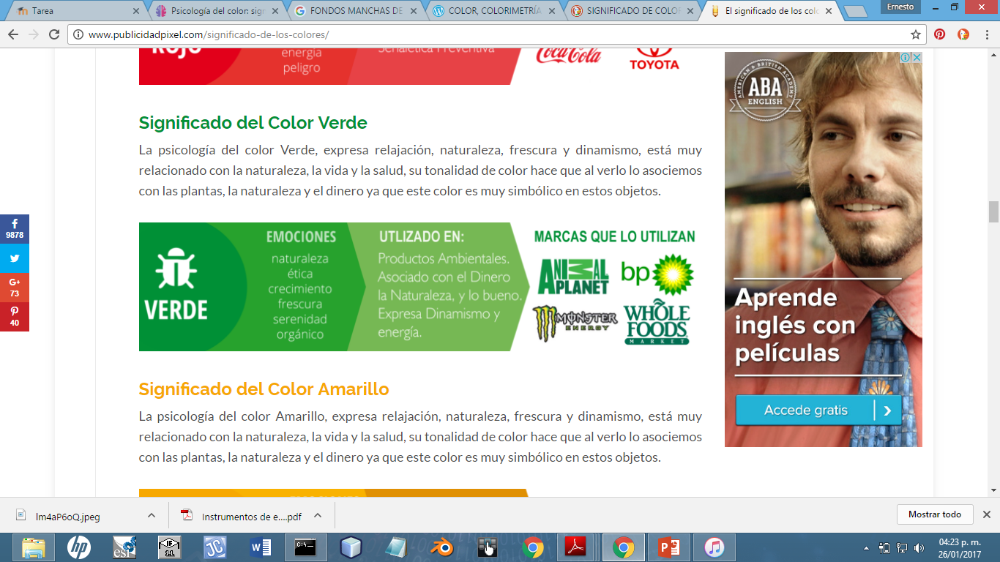 Tarea
Psicología del color: sig
FONDOS MANCHAS DE
COLOR, COLORIMETRÍA
SIGNIFICADO DE COLOR
El significado de los colo
Ernesto
www.publicidadpixel.com/significado-de-los-colores/
ROJO
energía
peligro
Señalética Preventiva
Coca-Cola
TOYOTA
Significado del Color Verde
La psicología del color Verde, expresa relajación, naturaleza, frescura y dinamismo, está muy
relacionado con la naturaleza, la vida y la salud, su tonalidad de color hace que al verlo lo asociemos
con las plantas, la naturaleza y el dinero ya que este color es muy simbólico en estos objetos.
VERDE
EMOCIONES
naturaleza
ética
crecimiento
frescura
serenidad
orgánico
UTLIZADO EN:
Productos Ambientales.
Asociado con el Dinero
la Naturaleza, y lo bueno.
Expresa Dinamismo y
energía.
MARCAS QUE LO UTILIZAN
ANIMAL
PLANET
bp
MONSTER
ENERGY
WHOLE
FOODS
MARKET
Significado del Color Amarillo
La psicología del color Amarillo, expresa relajación, naturaleza, frescura y dinamismo, está muy
relacionado con la naturaleza, la vida y la salud, su tonalidad de color hace que al verlo lo asociemos
con las plantas, la naturaleza y el dinero ya que este color es muy simbólico en estos objetos.
9878
G+
73
40
AMERICAN & BRITISH ACADEMY
ABA
ENGLISH
Aprende
inglés con
películas
Accede gratis
Im4aP6oQ.jpeg
Instrumentos de e....pdf
Mostrar todo
04:23 p. m.
26/01/2017